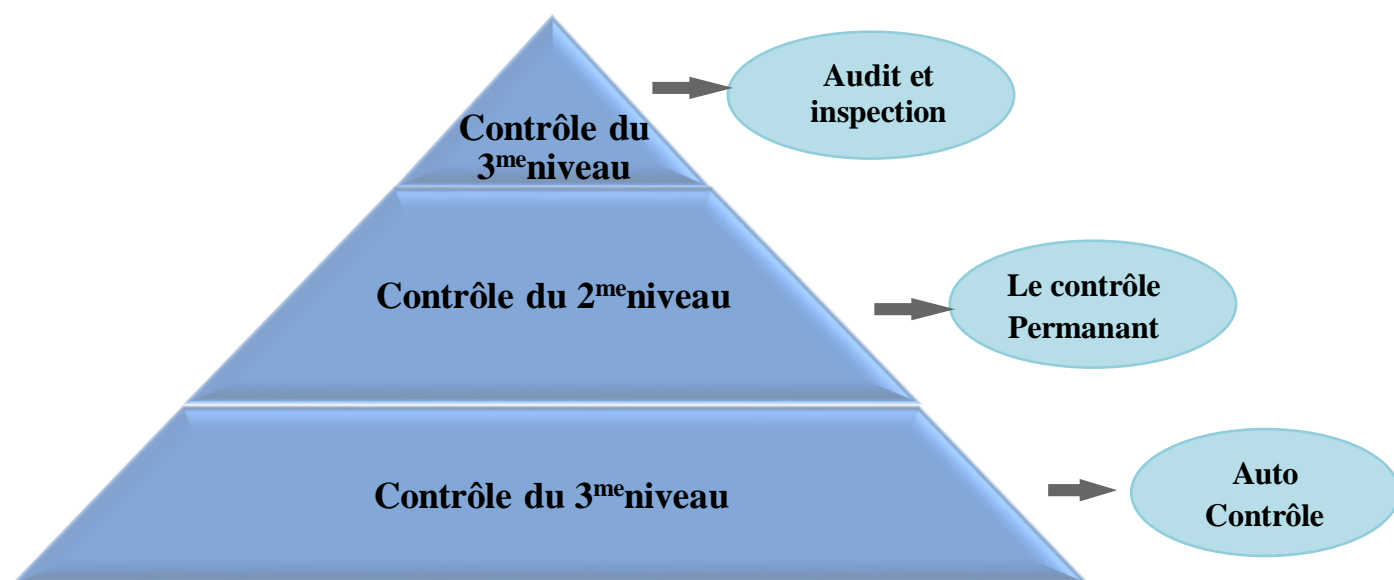 Audit et
inspection
Contrôle du
3ᵐᵉniveau
Contrôle du 2ᵐᵉniveau
Le contrôle
Permanant
Contrôle du 3ᵐᵉniveau
Auto
Contrôle